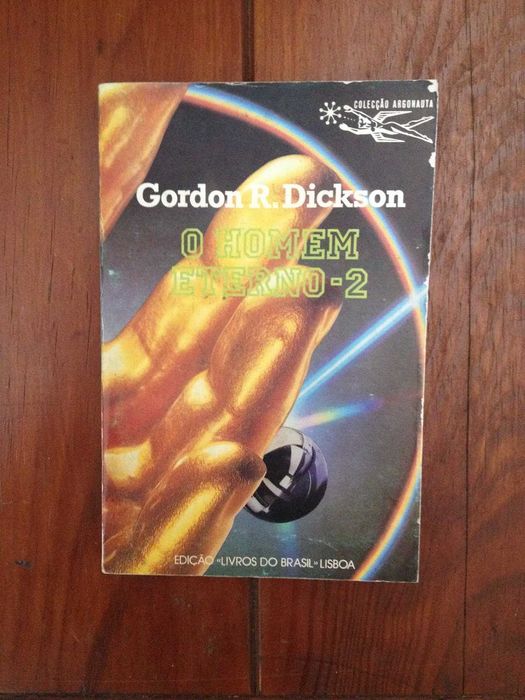 COLECÇÃO ARGONAUTA
Gordon R. Dickson
O HOMEM
ETERNO-2
EDIÇÃO «LIVROS DO BRASIL» LISBOA